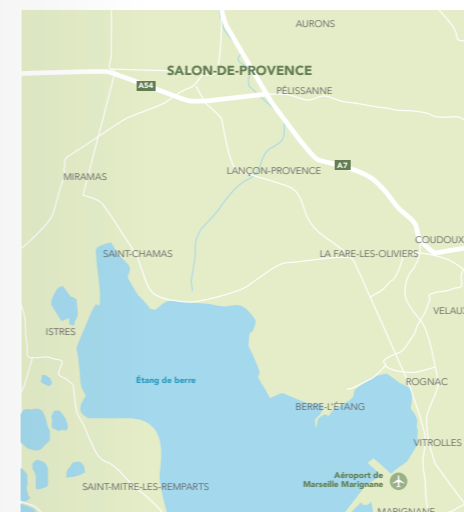 AURONS
SALON-DE-PROVENCE
A54
PÉLISSANNE
A7
LANÇON-PROVENCE
MIRAMAS
COUDOUX
SAINT-CHAMAS
LA FARE-LES-OLIVIERS
VELAUX
ISTRES
Étang de berre
ROGNAC
BERRE-L'ÉTANG
VITROLLES
Aéroport de
Marseille Marignane
SAINT-MITRE-LES-REMPARTS
MARIGNANE